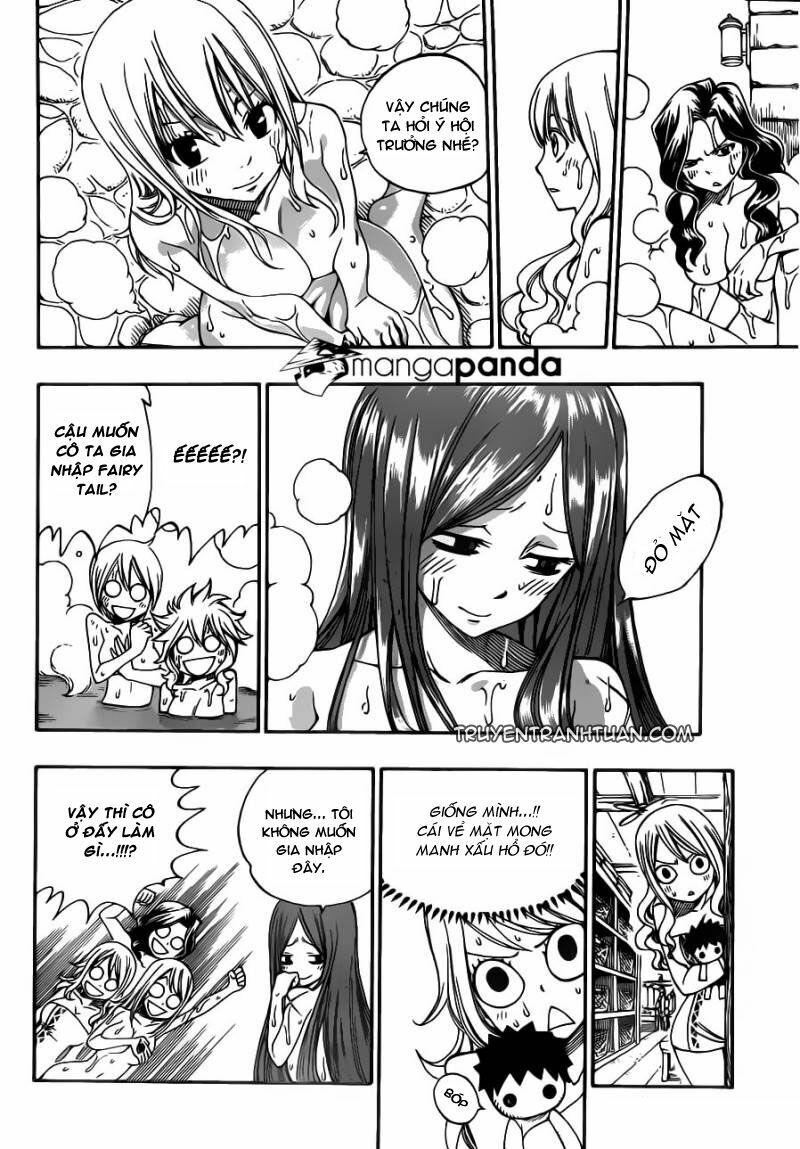 VẬY CHÚNG
TA HỎI Ý HỘI
TRƯỞNG NHÉ?
mangapanda
CẬU MUỐN
CÔ TA GIA
NHẬP FAIRY
TAIL?
ẾẾẾẾẾ?!
ĐỎ MẶT
TRUYENTRANHTUAN.COM
VẬY THÌ CÔ
Ở ĐẤY LÀM
GÌ...!!!?
NHƯNG... TÔI
KHÔNG MUỐN
GIA NHẬP
ĐÂY.
GIỐNG MÌNH...!!
CÁI VẺ MẶT MONG
MANH XẤU HỔ ĐÓ!!
BÓP